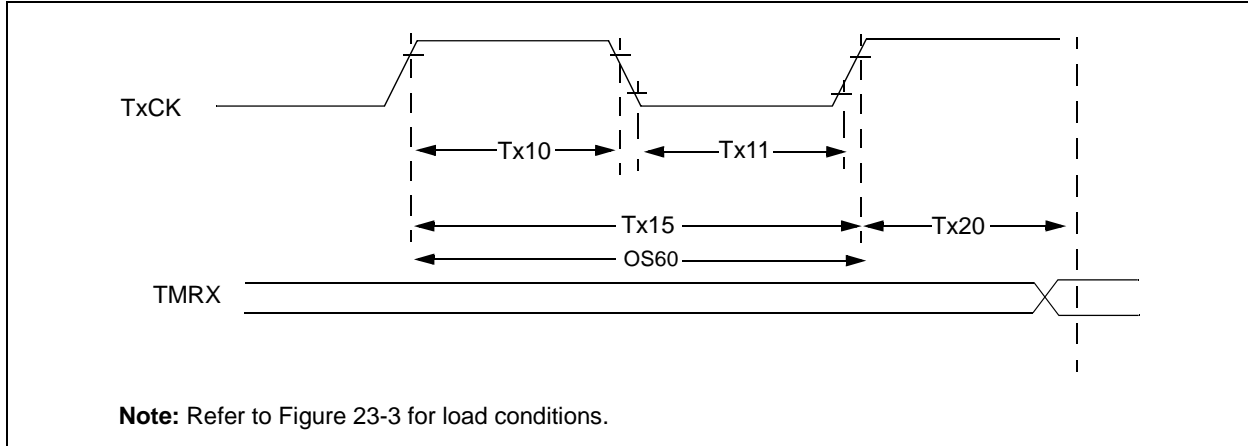 TxCK
Tx10
Tx11
Tx15
Tx20
OS60
TMRX
Note: Refer to Figure 23-3 for load conditions.